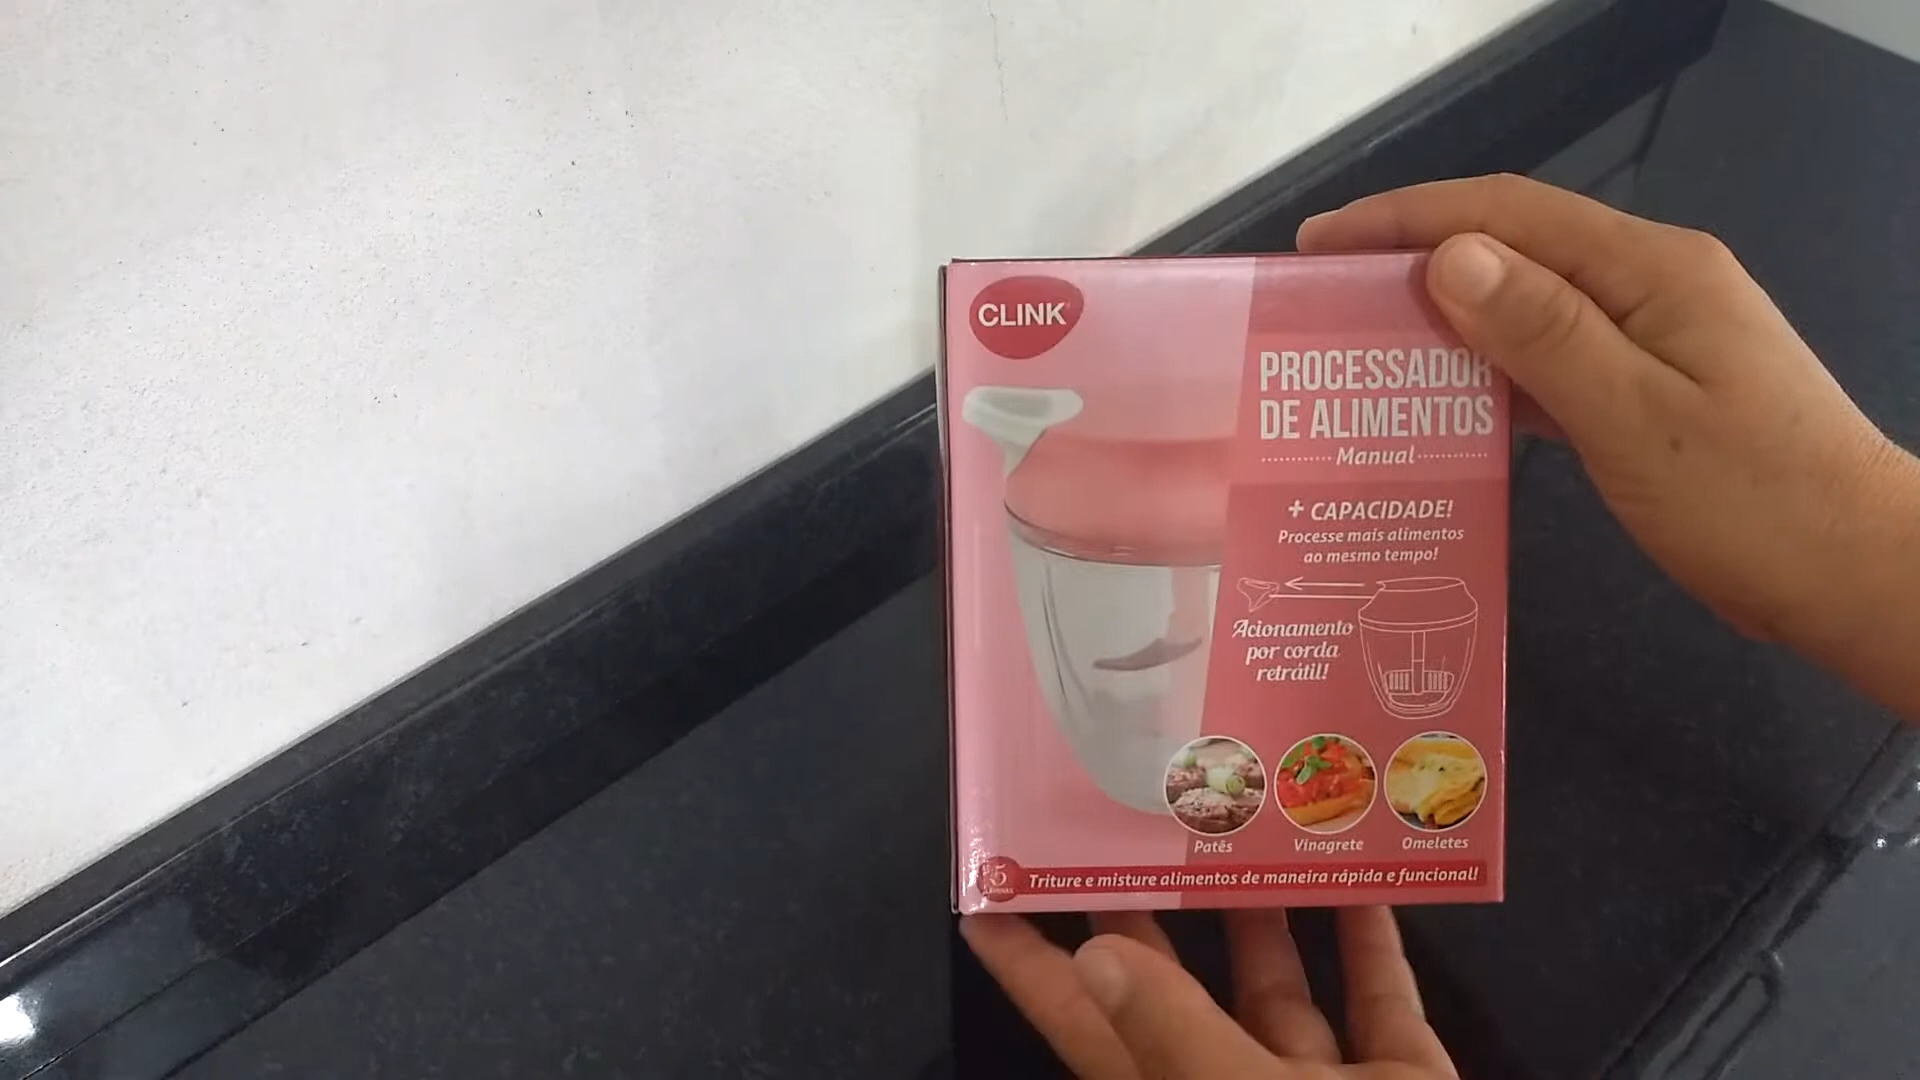 CLINK
PROCESSADOR
DE ALIMENTOS
Manual
+ CAPACIDADE!
Processe mais alimentos
ao mesmo tempo!
Acionamento
por corda
retrátil!
Patês
Vinagrete
Omeletes
5
LÂMINAS
Triture e misture alimentos de maneira rápida e funcional!